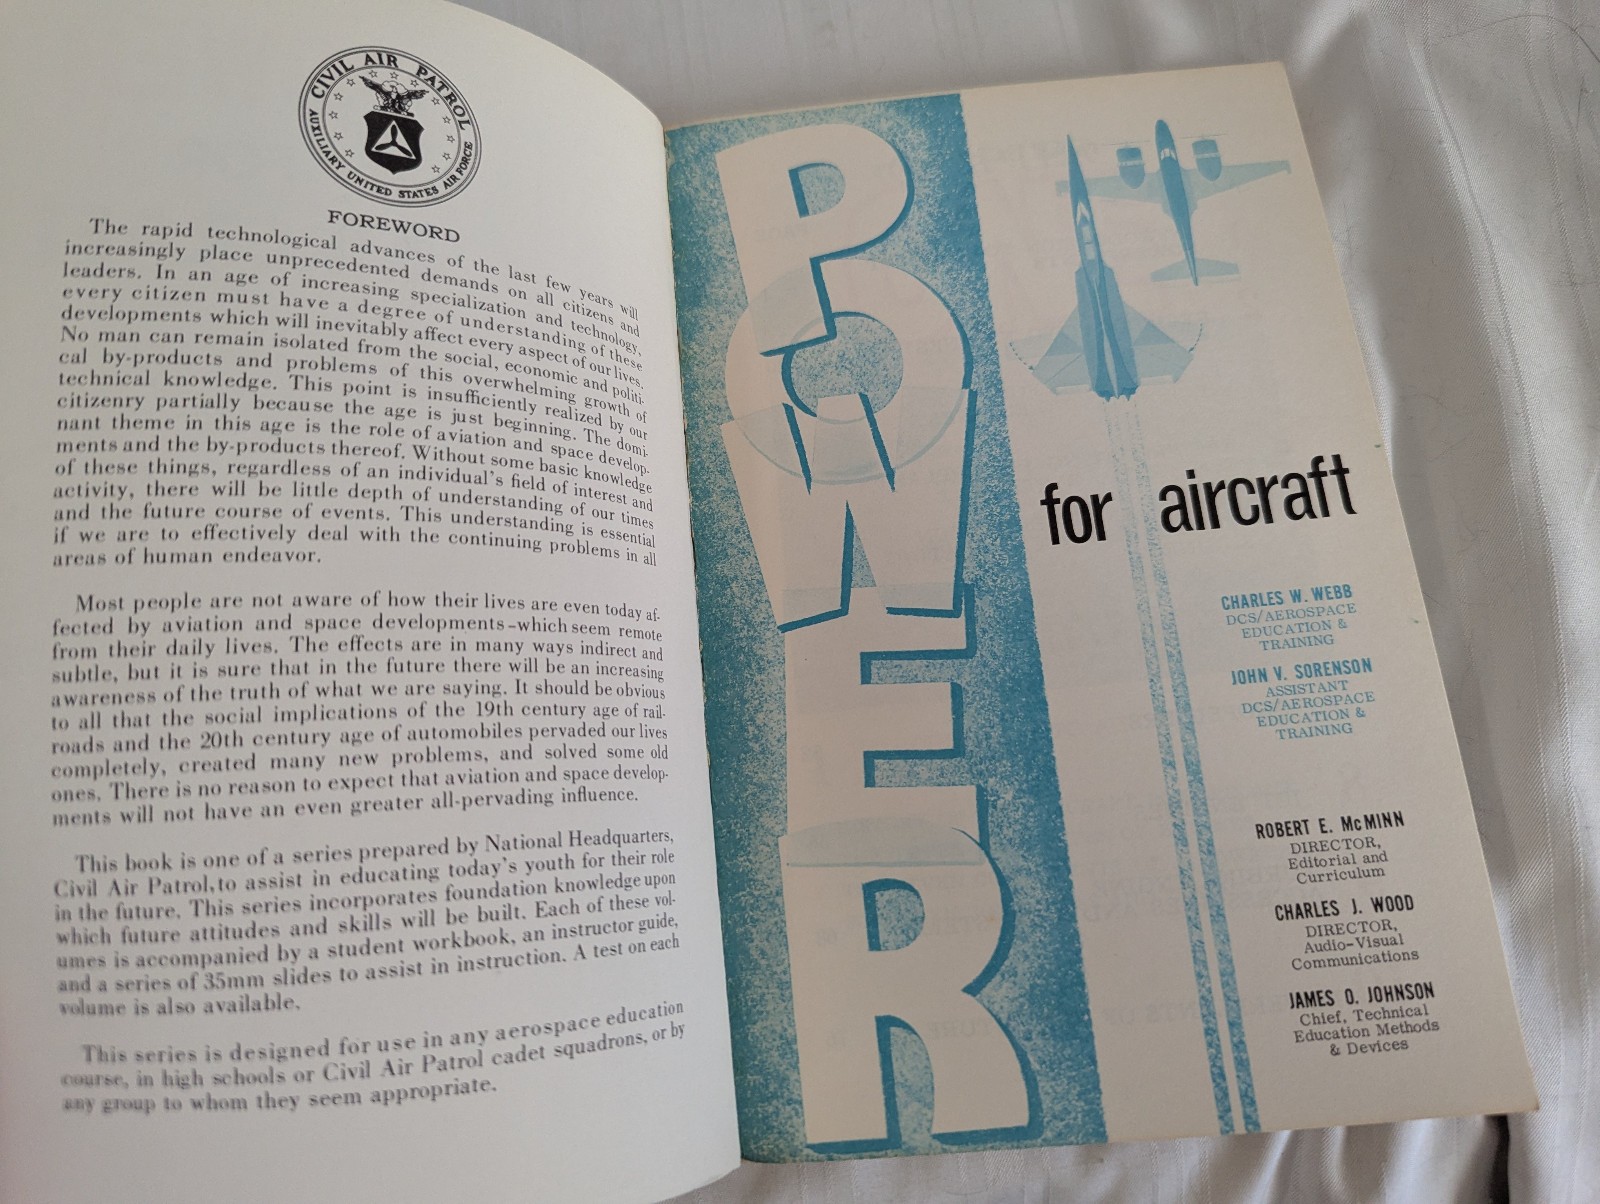 CIVIL AIR PATROL
AUXILIARY UNITED STATES AIR FORCE
FOREWORD
The rapid technological advances of the last few years will
increasingly place unprecedented demands on all citizens and
leaders. In an age of increasing specialization and technology,
every citizen must have a degree of understanding of these
developments which will inevitably affect every aspect of our lives.
No man can remain isolated from the social, economic and politi-
cal by-products and problems of this overwhelming growth of
technical knowledge. This point is insufficiently realized by our
citizenry partially because the age is just beginning. The domi-
nant theme in this age is the role of aviation and space develop-
ments and the by-products thereof. Without some basic knowledge
of these things, regardless of an individual's field of interest and
activity, there will be little depth of understanding of our times
and the future course of events. This understanding is essential
if we are to effectively deal with the continuing problems in all
areas of human endeavor.
Most people are not aware of how their lives are even today af-
fected by aviation and space developments-which seem remote
from their daily lives. The effects are in many ways indirect and
subtle, but it is sure that in the future there will be an increasing
awareness of the truth of what we are saying. It should be obvious
to all that the social implications of the 19th century age of rail-
roads and the 20th century age of automobiles pervaded our lives
completely, created many new problems, and solved some old
ones. There is no reason to expect that aviation and space develop-
ments will not have an even greater all-pervading influence.
This book is one of a series prepared by National Headquarters,
Civil Air Patrol, to assist in educating today's youth for their role
in the future. This series incorporates foundation knowledge upon
which future attitudes and skills will be built. Each of these vol-
umes is accompanied by a student workbook, an instructor guide,
and a series of 35mm slides to assist in instruction. A test on each
volume is also available.
This series is designed for use in any aerospace education
course, in high schools or Civil Air Patrol cadet squadrons, or by
any group to whom they seem appropriate.
POWER
for aircraft
CHARLES W. WEBB
DCS/AEROSPACE
EDUCATION &
TRAINING
JOHN V. SORENSON
ASSISTANT
DCS/AEROSPACE
EDUCATION &
TRAINING
ROBERT E. McMINN
DIRECTOR,
Editorial and
Curriculum
CHARLES J. WOOD
DIRECTOR,
Audio-Visual
Communications
JAMES O. JOHNSON
Chief, Technical
Education Methods
& Devices